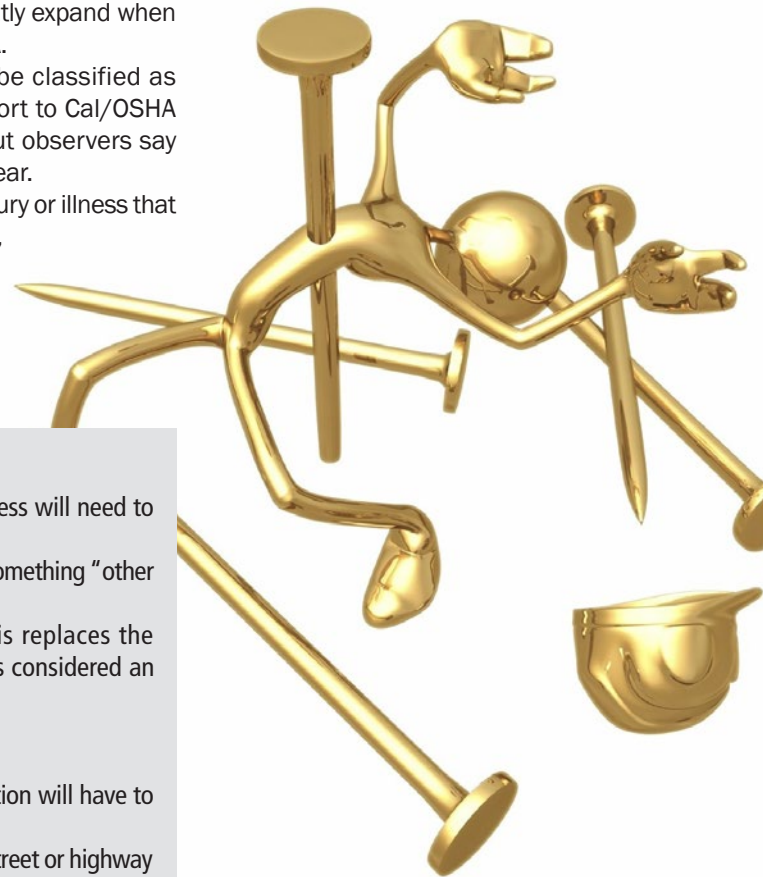 tly expand when
.
be classified as
ort to Cal/OSHA
ut observers say
ear.
ury or illness that
ess will need to
omething “other
is replaces the
s considered an
tion will have to
treet or highway